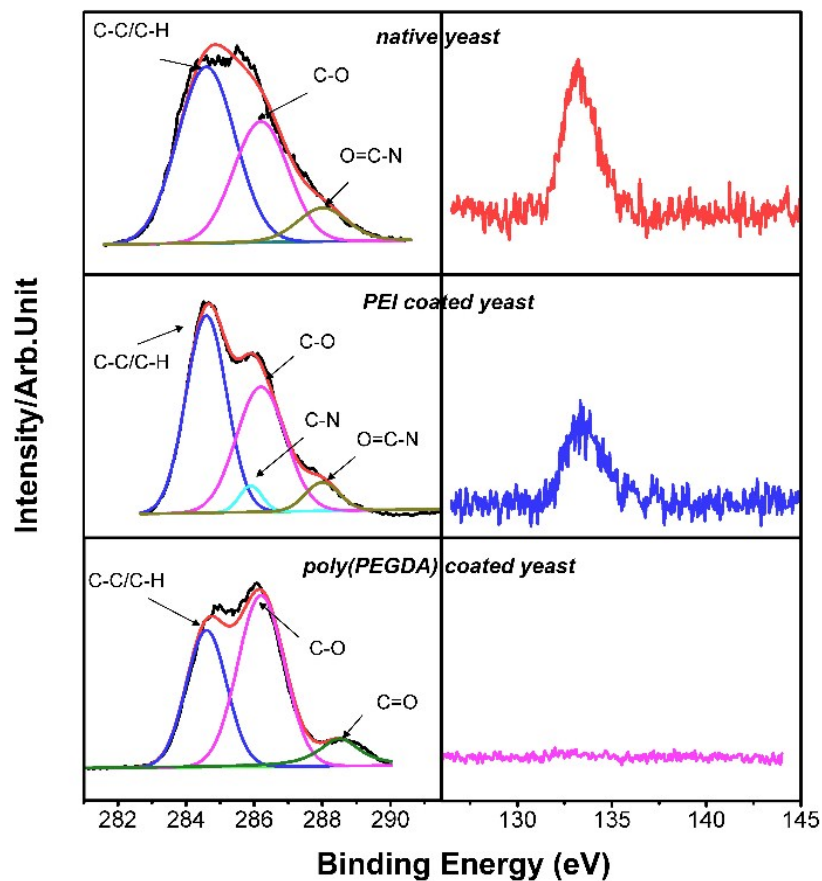 native yeast
C-C/C-H
C-O
O=C-N
PEI coated yeast
C-C/C-H
C-O
C-N
O=C-N
poly(PEGDA) coated yeast
C-C/C-H
C-O
C=O
Intensity/Arb.Unit
282 284 286 288 290 130 135 140 145
Binding Energy (eV)